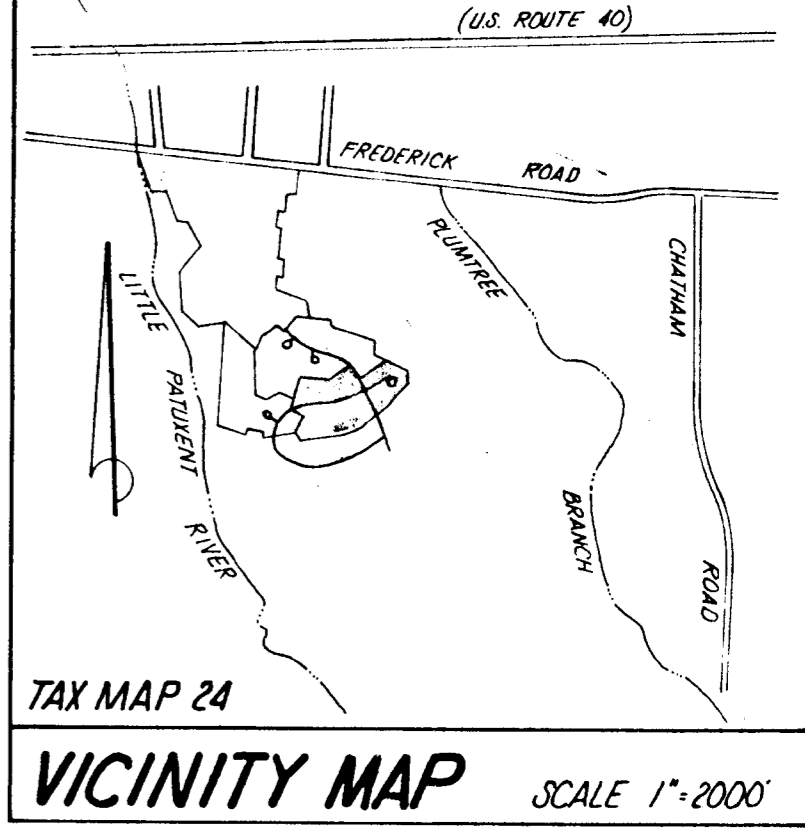 (U.S. ROUTE 40)
FREDERICK ROAD
PLUMTREE
CHATHAM
LITTLE
PATUXENT
RIVER
BRANCH
ROAD
TAX MAP 24
VICINITY MAP SCALE 1"=2000'